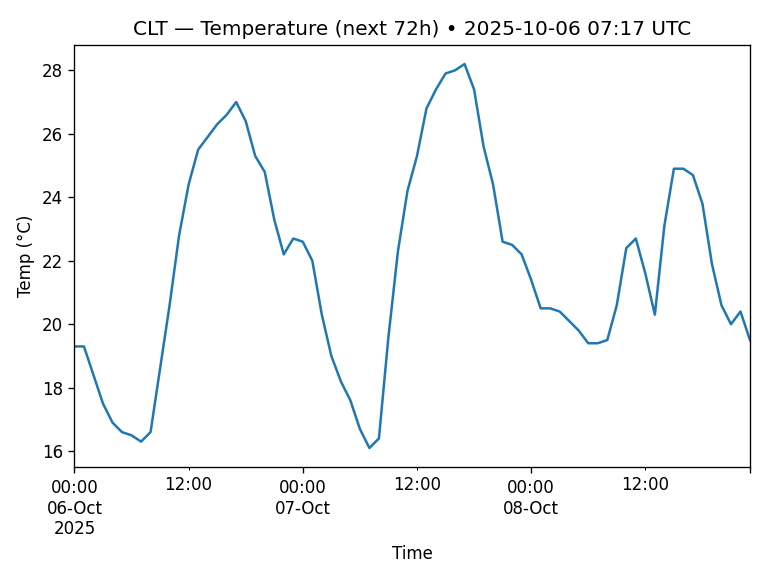 CLT — Temperature (next 72h) • 2025-10-06 07:17 UTC
Temp (°C)
28
26
24
22
20
18
16
00:00 12:00 00:00 12:00 00:00 12:00
06-Oct 07-Oct 08-Oct
2025
Time